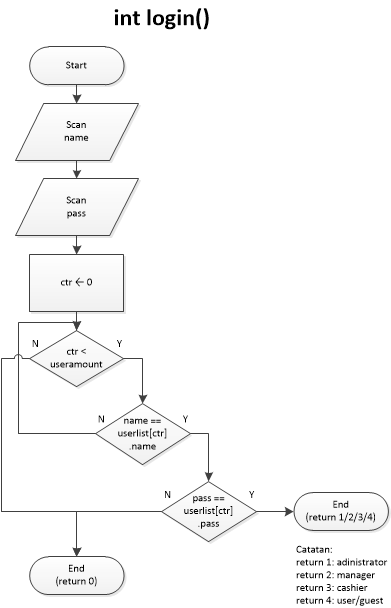 int login()
Start
Scan
name
Scan
pass
ctr ← 0
N
Y
ctr <
useramount
N
Y
name ==
userlist[ctr]
.name
N
Y
pass ==
userlist[ctr]
.pass
End
(return 1/2/3/4)
End
(return 0)
Catatan:
return 1: adinistrator
return 2: manager
return 3: cashier
return 4: user/guest